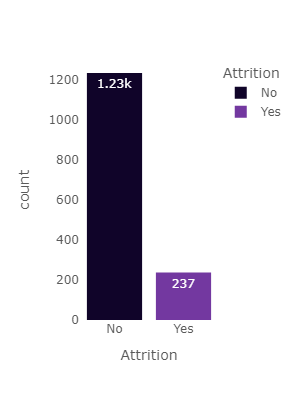 Attrition
No
Yes
1200
1000
800
600
400
200
0
count
1.23k
237
No
Yes
Attrition